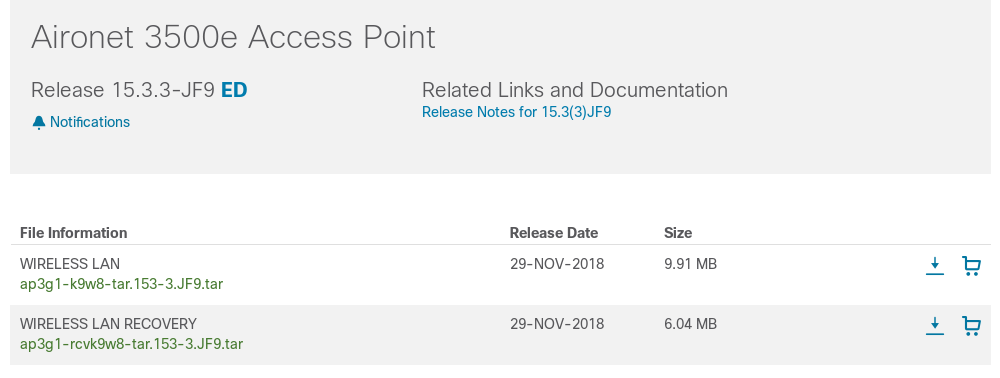 Aironet 3500e Access Point
Release 15.3.3-JF9 ED
Notifications
Related Links and Documentation
Release Notes for 15.3(3)JF9
File Information Release Date Size
WIRELESS LAN 29-NOV-2018 9.91 MB
ap3g1-k9w8-tar.153-3.JF9.tar
WIRELESS LAN RECOVERY 29-NOV-2018 6.04 MB
ap3g1-rcvk9w8-tar.153-3.JF9.tar